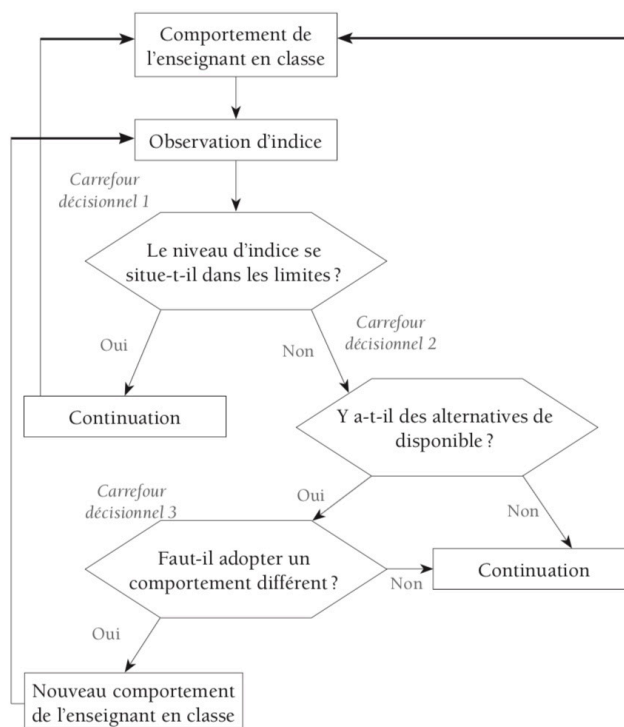 Comportement de
l'enseignant en classe
Observation d'indice
Carrefour
décisionnel 1
Le niveau d'indice se
situe-t-il dans les limites ?
Oui
Non
Carrefour
décisionnel 2
Continuation
Y a-t-il des alternatives de
disponible ?
Oui
Non
Carrefour
décisionnel 3
Faut-il adopter un
comportement différent ?
Non
Continuation
Oui
Nouveau comportement
de l'enseignant en classe